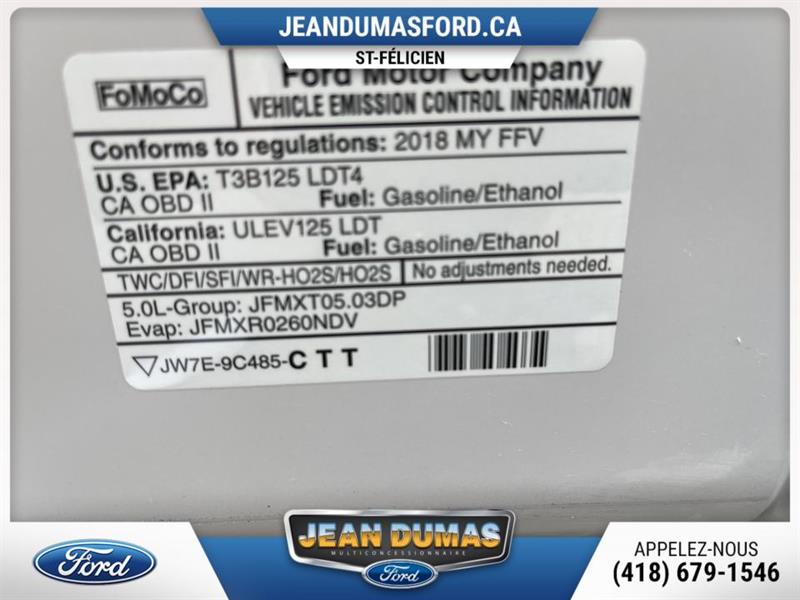 JEANDUMASFORD.CA
ST-FÉLICIEN
FoMoCo
Ford Motor Company
VEHICLE EMISSION CONTROL INFORMATION
Conforms to regulations: 2018 MY FFV
U.S. EPA: T3B125 LDT4
CA OBD II Fuel: Gasoline/Ethanol
California: ULEV125 LDT
CA OBD II Fuel: Gasoline/Ethanol
TWC/DFI/SFI/WR-HO2S/HO2S No adjustments needed.
5.0L-Group: JFMXT05.03DP
Evap: JFMXR0260NDV
JW7E-9C485-CTT
Ford
JEAN DUMAS
MULTICONCESSIONNAIRE
Ford
APPELEZ-NOUS
(418) 679-1546